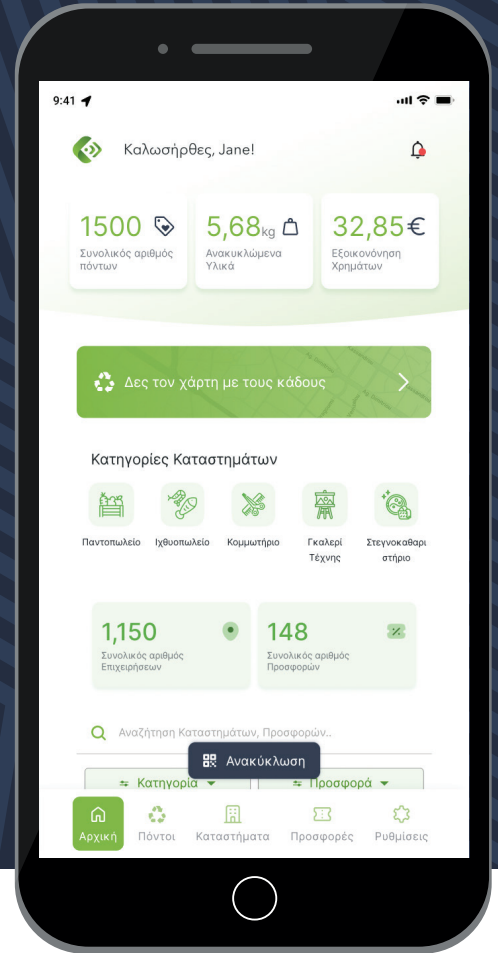 9:41
Καλωσήρθες, Jane!
1500
Συνολικός αριθμός
πόντων
5,68kg
Ανακυκλώμενα
Υλικά
32,85€
Εξοικονόνηση
Χρημάτων
Δες τον χάρτη με τους κάδους
Κατηγορίες Καταστημάτων
Παντοπωλείο
Ιχθυοπωλείο
Κομμωτήριο
Γκαλερί
Τέχνης
Στεγνοκαθαρι
στήριο
1,150
Συνολικός αριθμός
Επιχειρήσεων
148
Συνολικός αριθμός
Προσφορών
Αναζήτηση Καταστημάτων, Προσφορών..
Ανακύκλωση
Κατηγορία
Προσφορά
Αρχική
Πόντοι
Καταστήματα
Προσφορές
Ρυθμίσεις